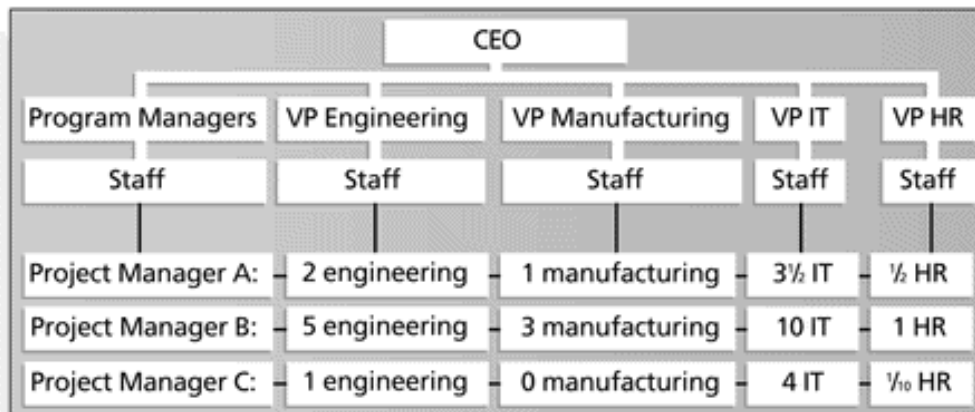 CEO
Program Managers VP Engineering VP Manufacturing VP IT VP HR
Staff Staff Staff Staff Staff
Project Manager A: 2 engineering 1 manufacturing 3½ IT ½ HR
Project Manager B: 5 engineering 3 manufacturing 10 IT 1 HR
Project Manager C: 1 engineering 0 manufacturing 4 IT 1/10 HR